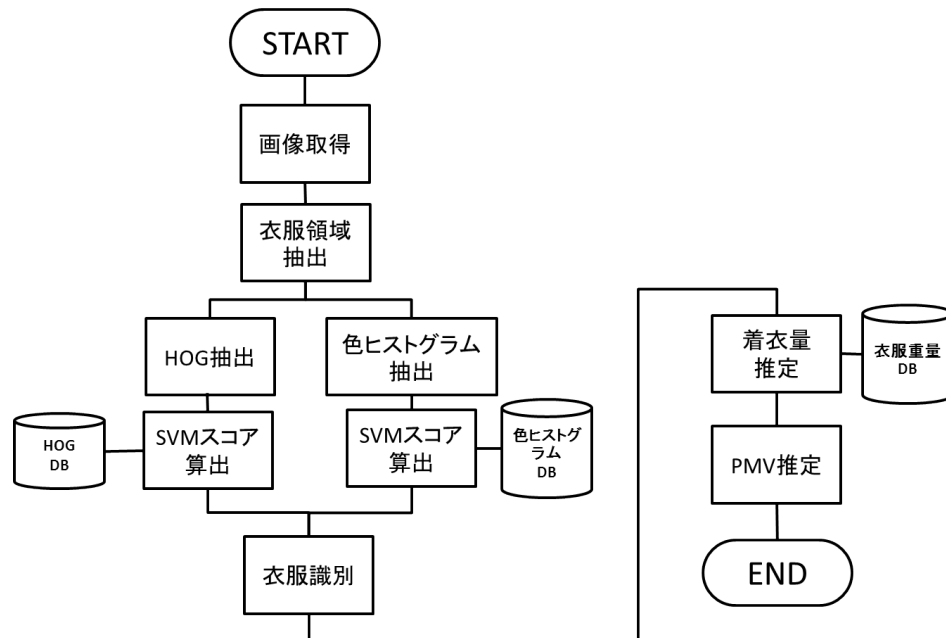 START
画像取得
衣服領域
抽出
HOG抽出
色ヒストグラム
抽出
HOG
DB
SVMスコア
算出
SVMスコア
算出
色ヒストグ
ラム
DB
衣服識別
着衣量
推定
衣服重量
DB
PMV推定
END